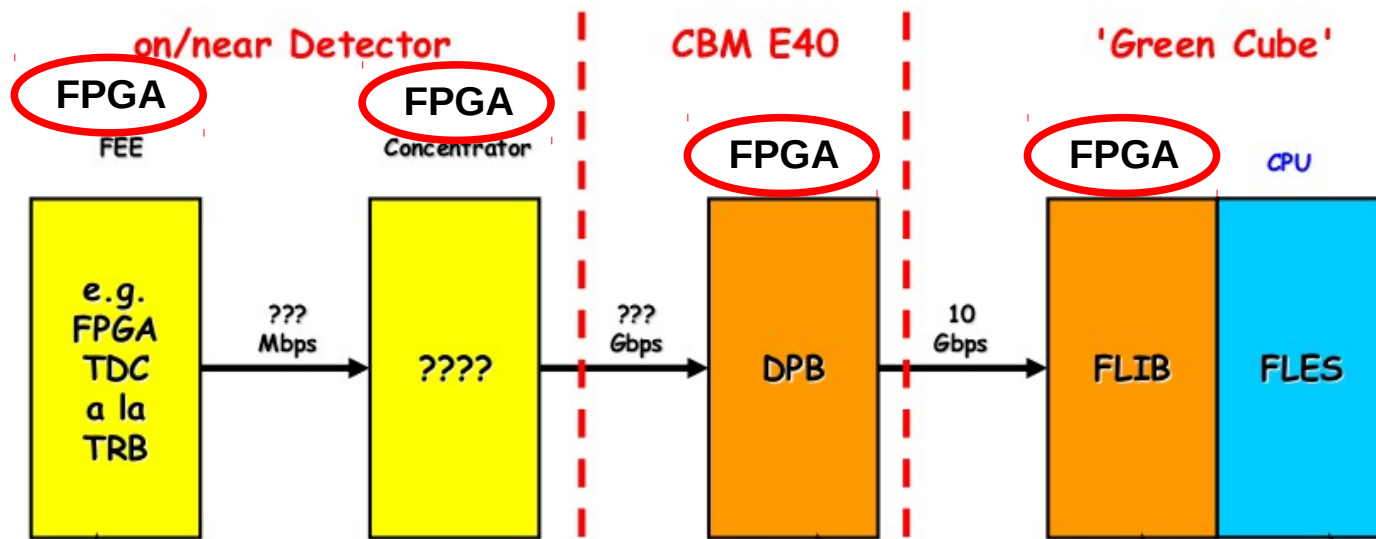 on/near Detector
CBM E40
'Green Cube'
FPGA
FPGA
FEE
Concentrator
FPGA
FPGA
CPU
e.g.
FPGA
TDC
a la
TRB
???
Mbps
????
???
Gbps
DPB
10
Gbps
FLIB
FLES